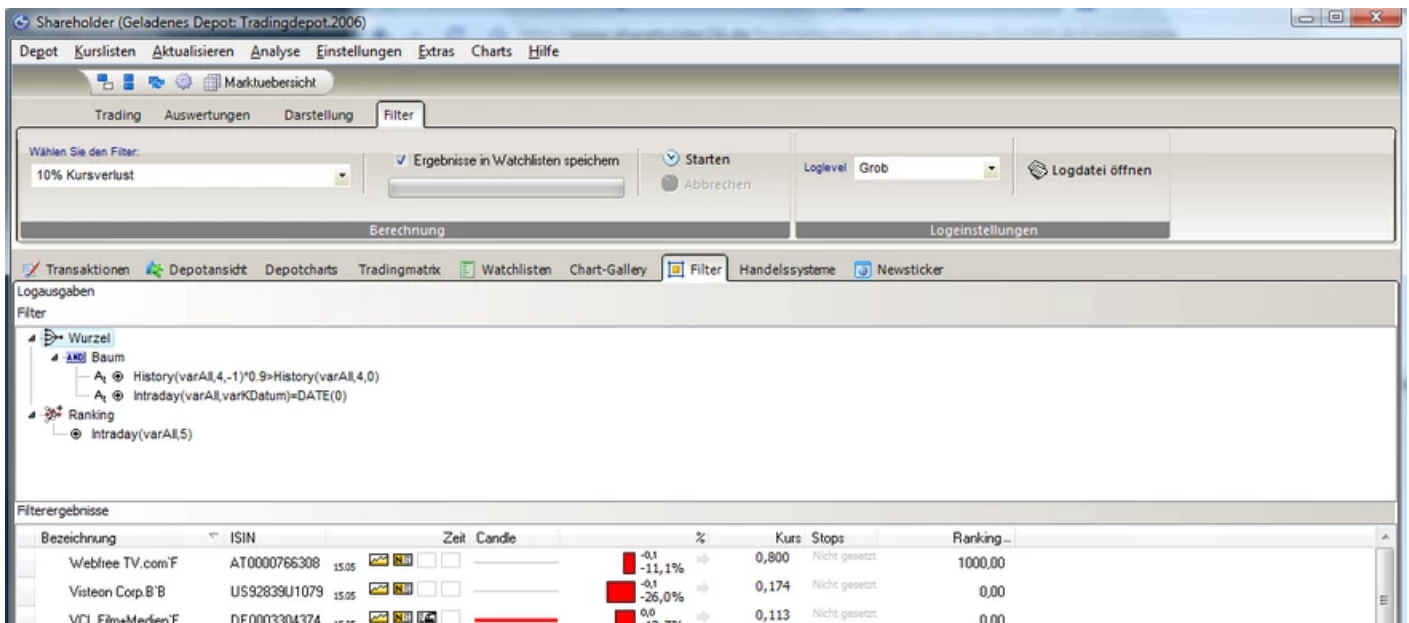 Shareholder (Geladenes Depot: Tradingdepot.2006)
Depot Kurslisten Aktualisieren Analyse Einstellungen Extras Charts Hilfe
Marktuebersicht
Trading Auswertungen Darstellung Filter
Wählen Sie den Filter:
10% Kursverlust
Ergebnisse in Watchlisten speichern
Starten
Abbrechen
Loglevel Grob
Logdatei öffnen
Berechnung Logeinstellungen
Transaktionen Depotansicht Depotcharts Tradingmatrix Watchlisten Chart-Gallery Filter Handelssysteme Newsticker
Logausgaben
Filter
Wurzel
AND Baum
History(varAll,4,-1)*0.9>History(varAll,4,0)
Intraday(varAll,varKDatum)=DATE(0)
Ranking
Intraday(varAll,5)
Filterergebnisse
Bezeichnung ISIN Zeit Candle % Kurs Stops Ranking...
Webfree TV.com'F AT0000766308 15.05 -0,1 -11,1% 0,800 Nicht gesetzt 1000,00
Visteon Corp.B'B US92839U1079 15.05 -0,1 -26,0% 0,174 Nicht gesetzt 0,00
VCL Film+Medien'F DE0003304374 0,0 0,113 Nicht gesetzt 0,00